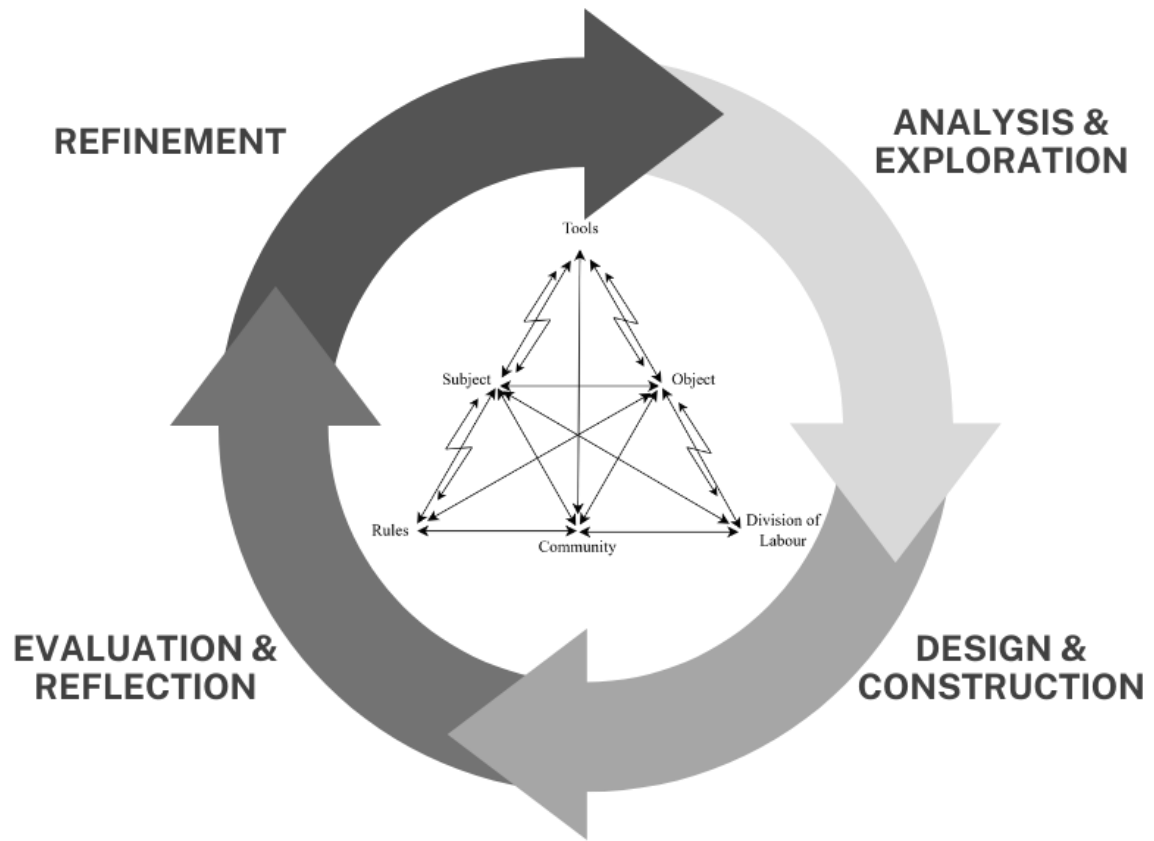 REFINEMENT
ANALYSIS &
EXPLORATION
Tools
Subject
Object
Rules
Community
Division of
Labour
EVALUATION &
REFLECTION
DESIGN &
CONSTRUCTION